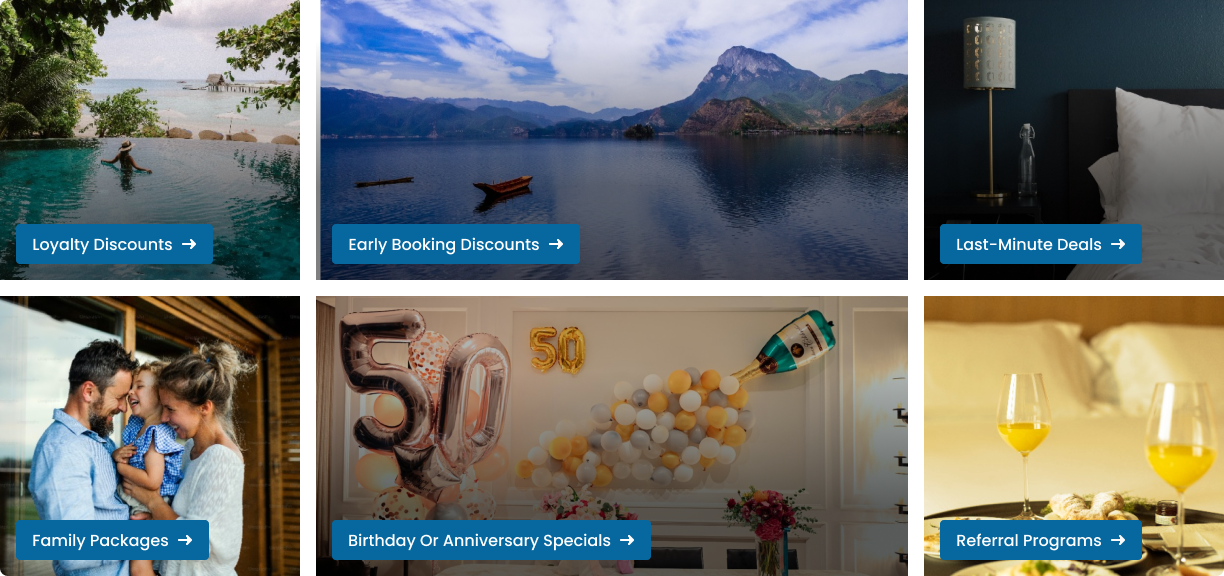 Loyalty Discounts →
Early Booking Discounts →
Last-Minute Deals →
Family Packages →
50
50
Birthday Or Anniversary Specials →
Referral Programs →